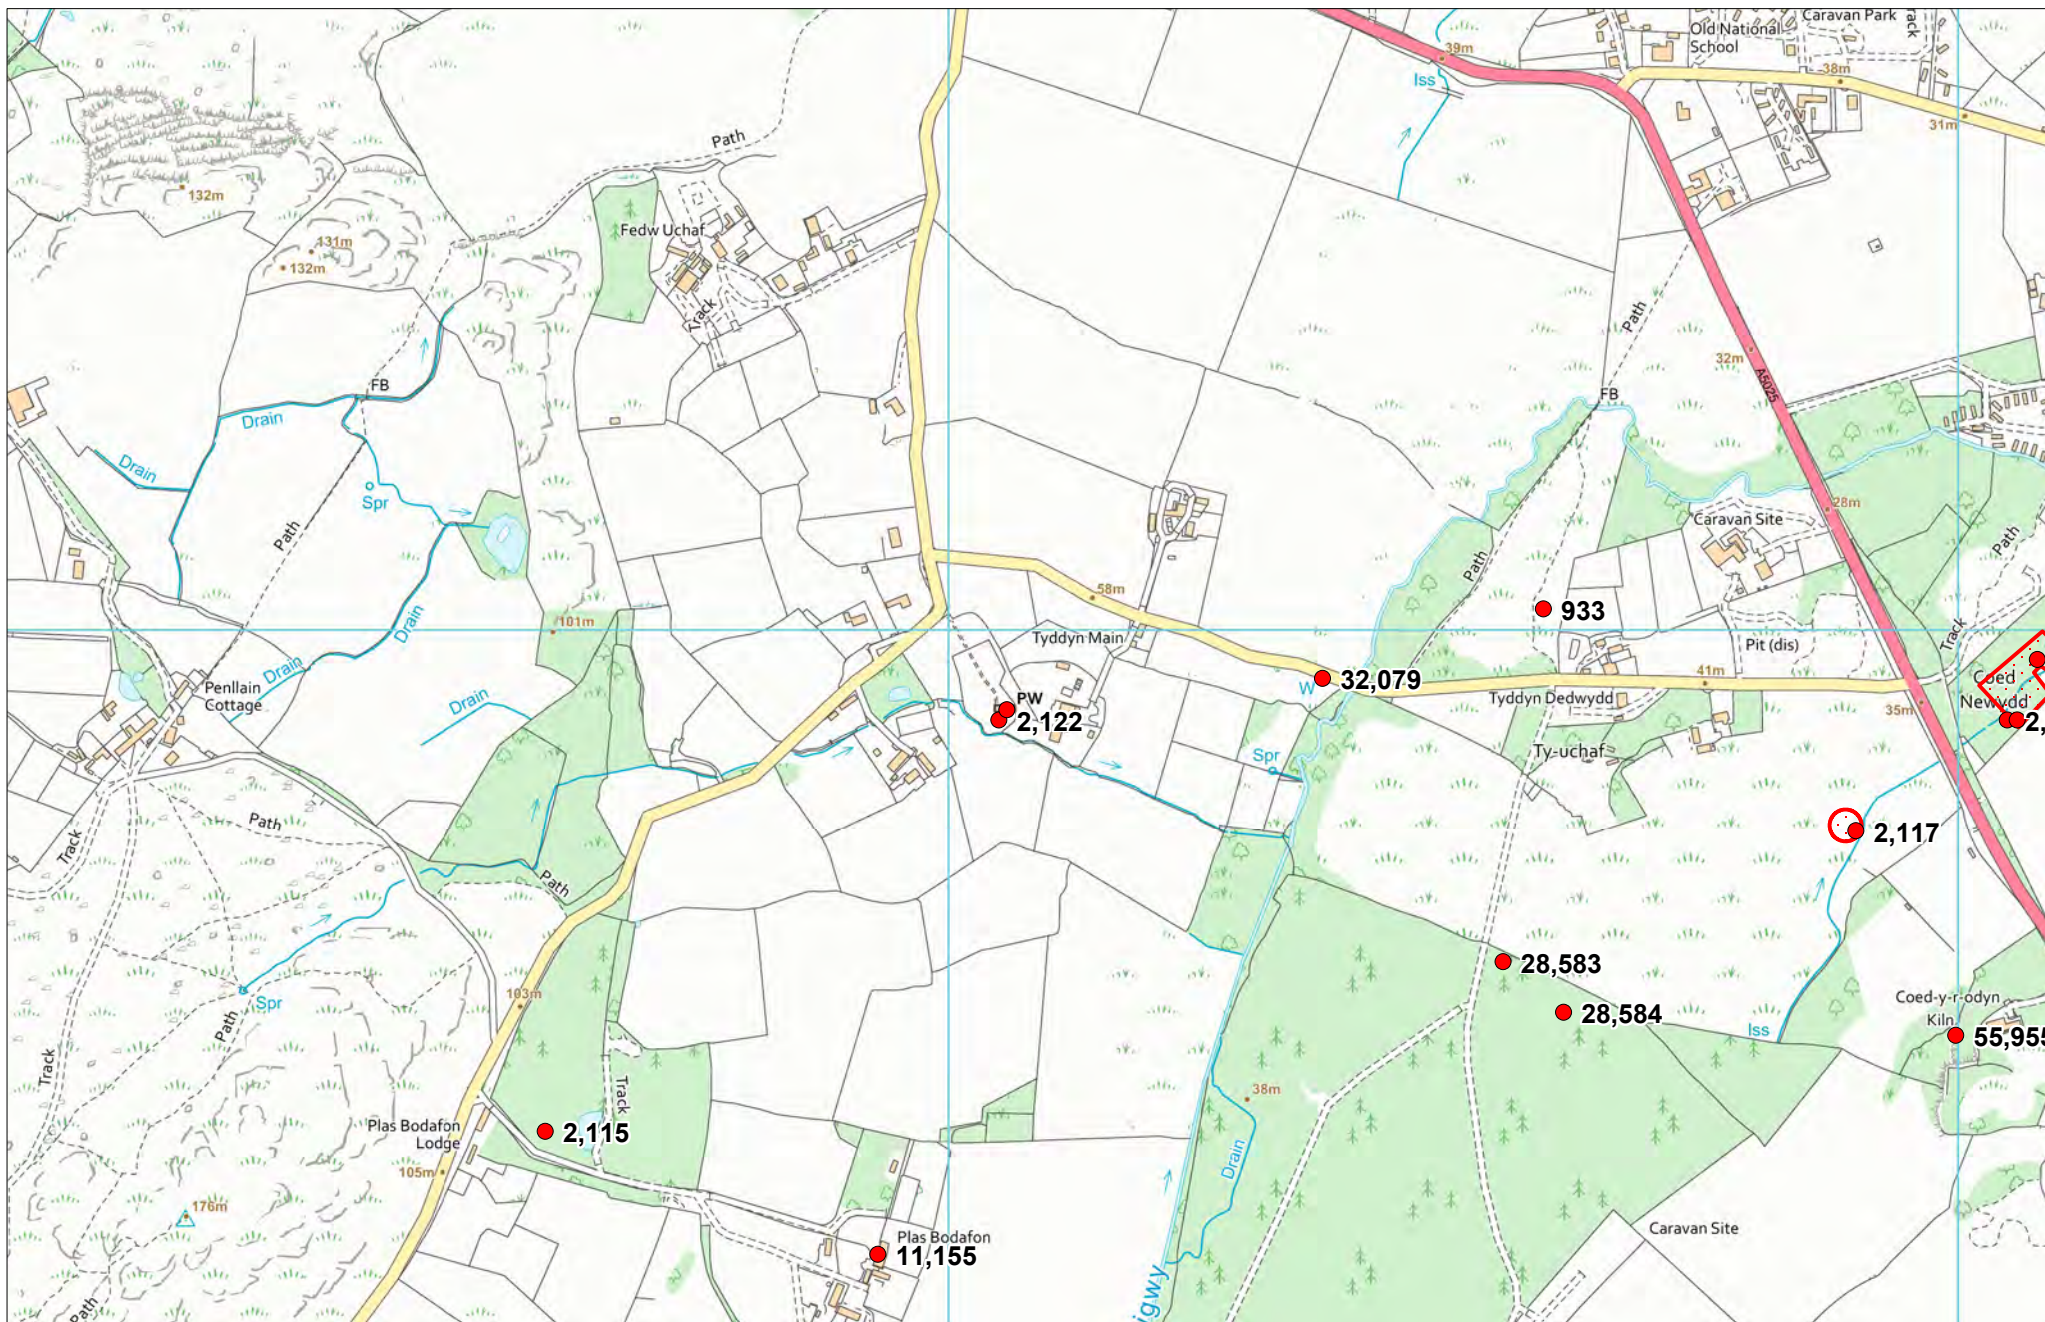 Caravan Park
Track
Old National
School
39m
38m
Iss
31m
Path
132m
Fedw Uchaf
131m
132m
Track
Path
32m
A5025
FB
FB
Drain
Drain
Spr
28m
Caravan Site
Path
Path
Path
58m
933
Drain
101m
Tyddyn Main
Track
Pit (dis)
Drain
Penllain
Cottage
Coed
Newydd
41m
W
32,079
Tyddyn Dedwydd
Drain
PW
2,122
35m
2,
Ty-uchaf
Spr
Path
2,117
Track
Path
28,583
Spr
103m
Path
Coed-y-r-odyn
Kiln
28,584
Iss
55,955
Track
38m
Track
Plas Bodafon
Lodge
2,115
Drain
105m
176m
Plas Bodafon
11,155
Caravan Site
igwy
Path